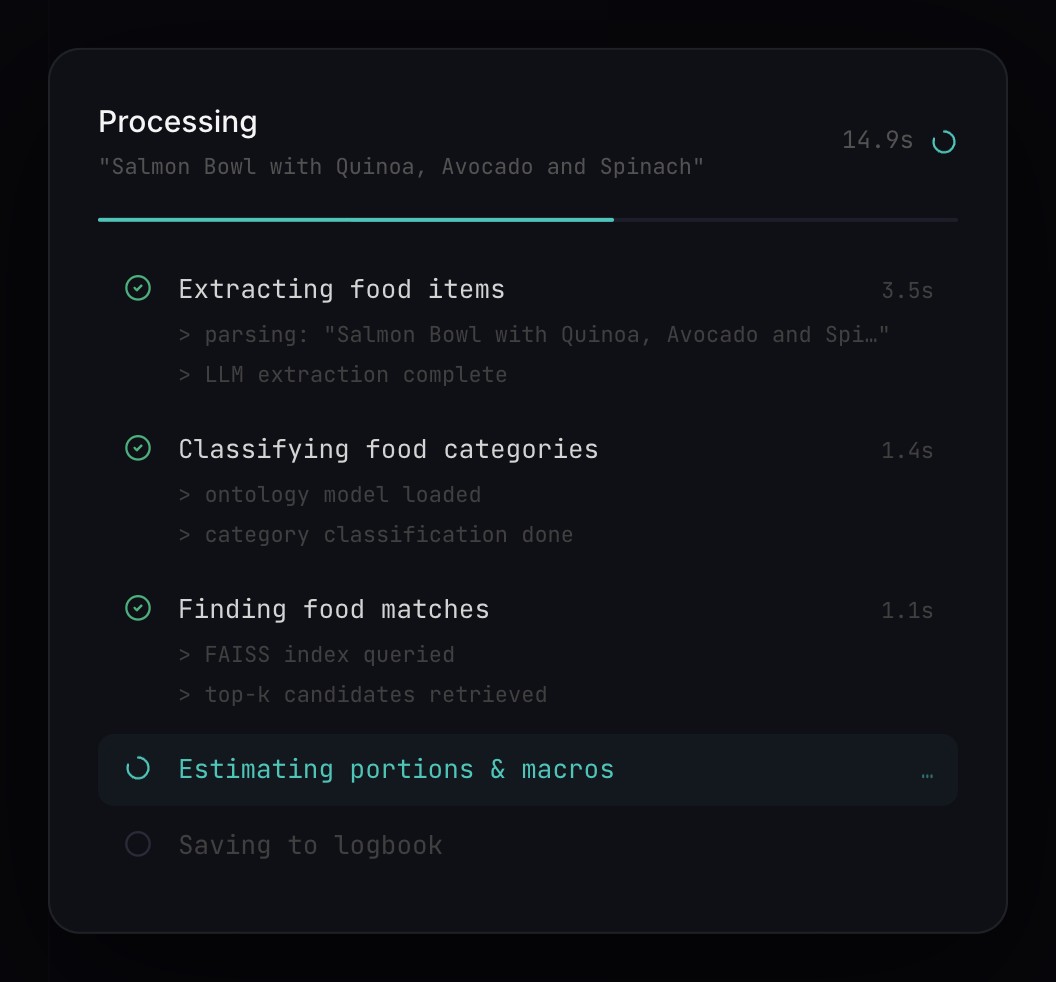 Processing
14.9s
"Salmon Bowl with Quinoa, Avocado and Spinach"
Extracting food items 3.5s
> parsing: "Salmon Bowl with Quinoa, Avocado and Spi…"
> LLM extraction complete
Classifying food categories 1.4s
> ontology model loaded
> category classification done
Finding food matches 1.1s
> FAISS index queried
> top-k candidates retrieved
Estimating portions & macros …
Saving to logbook